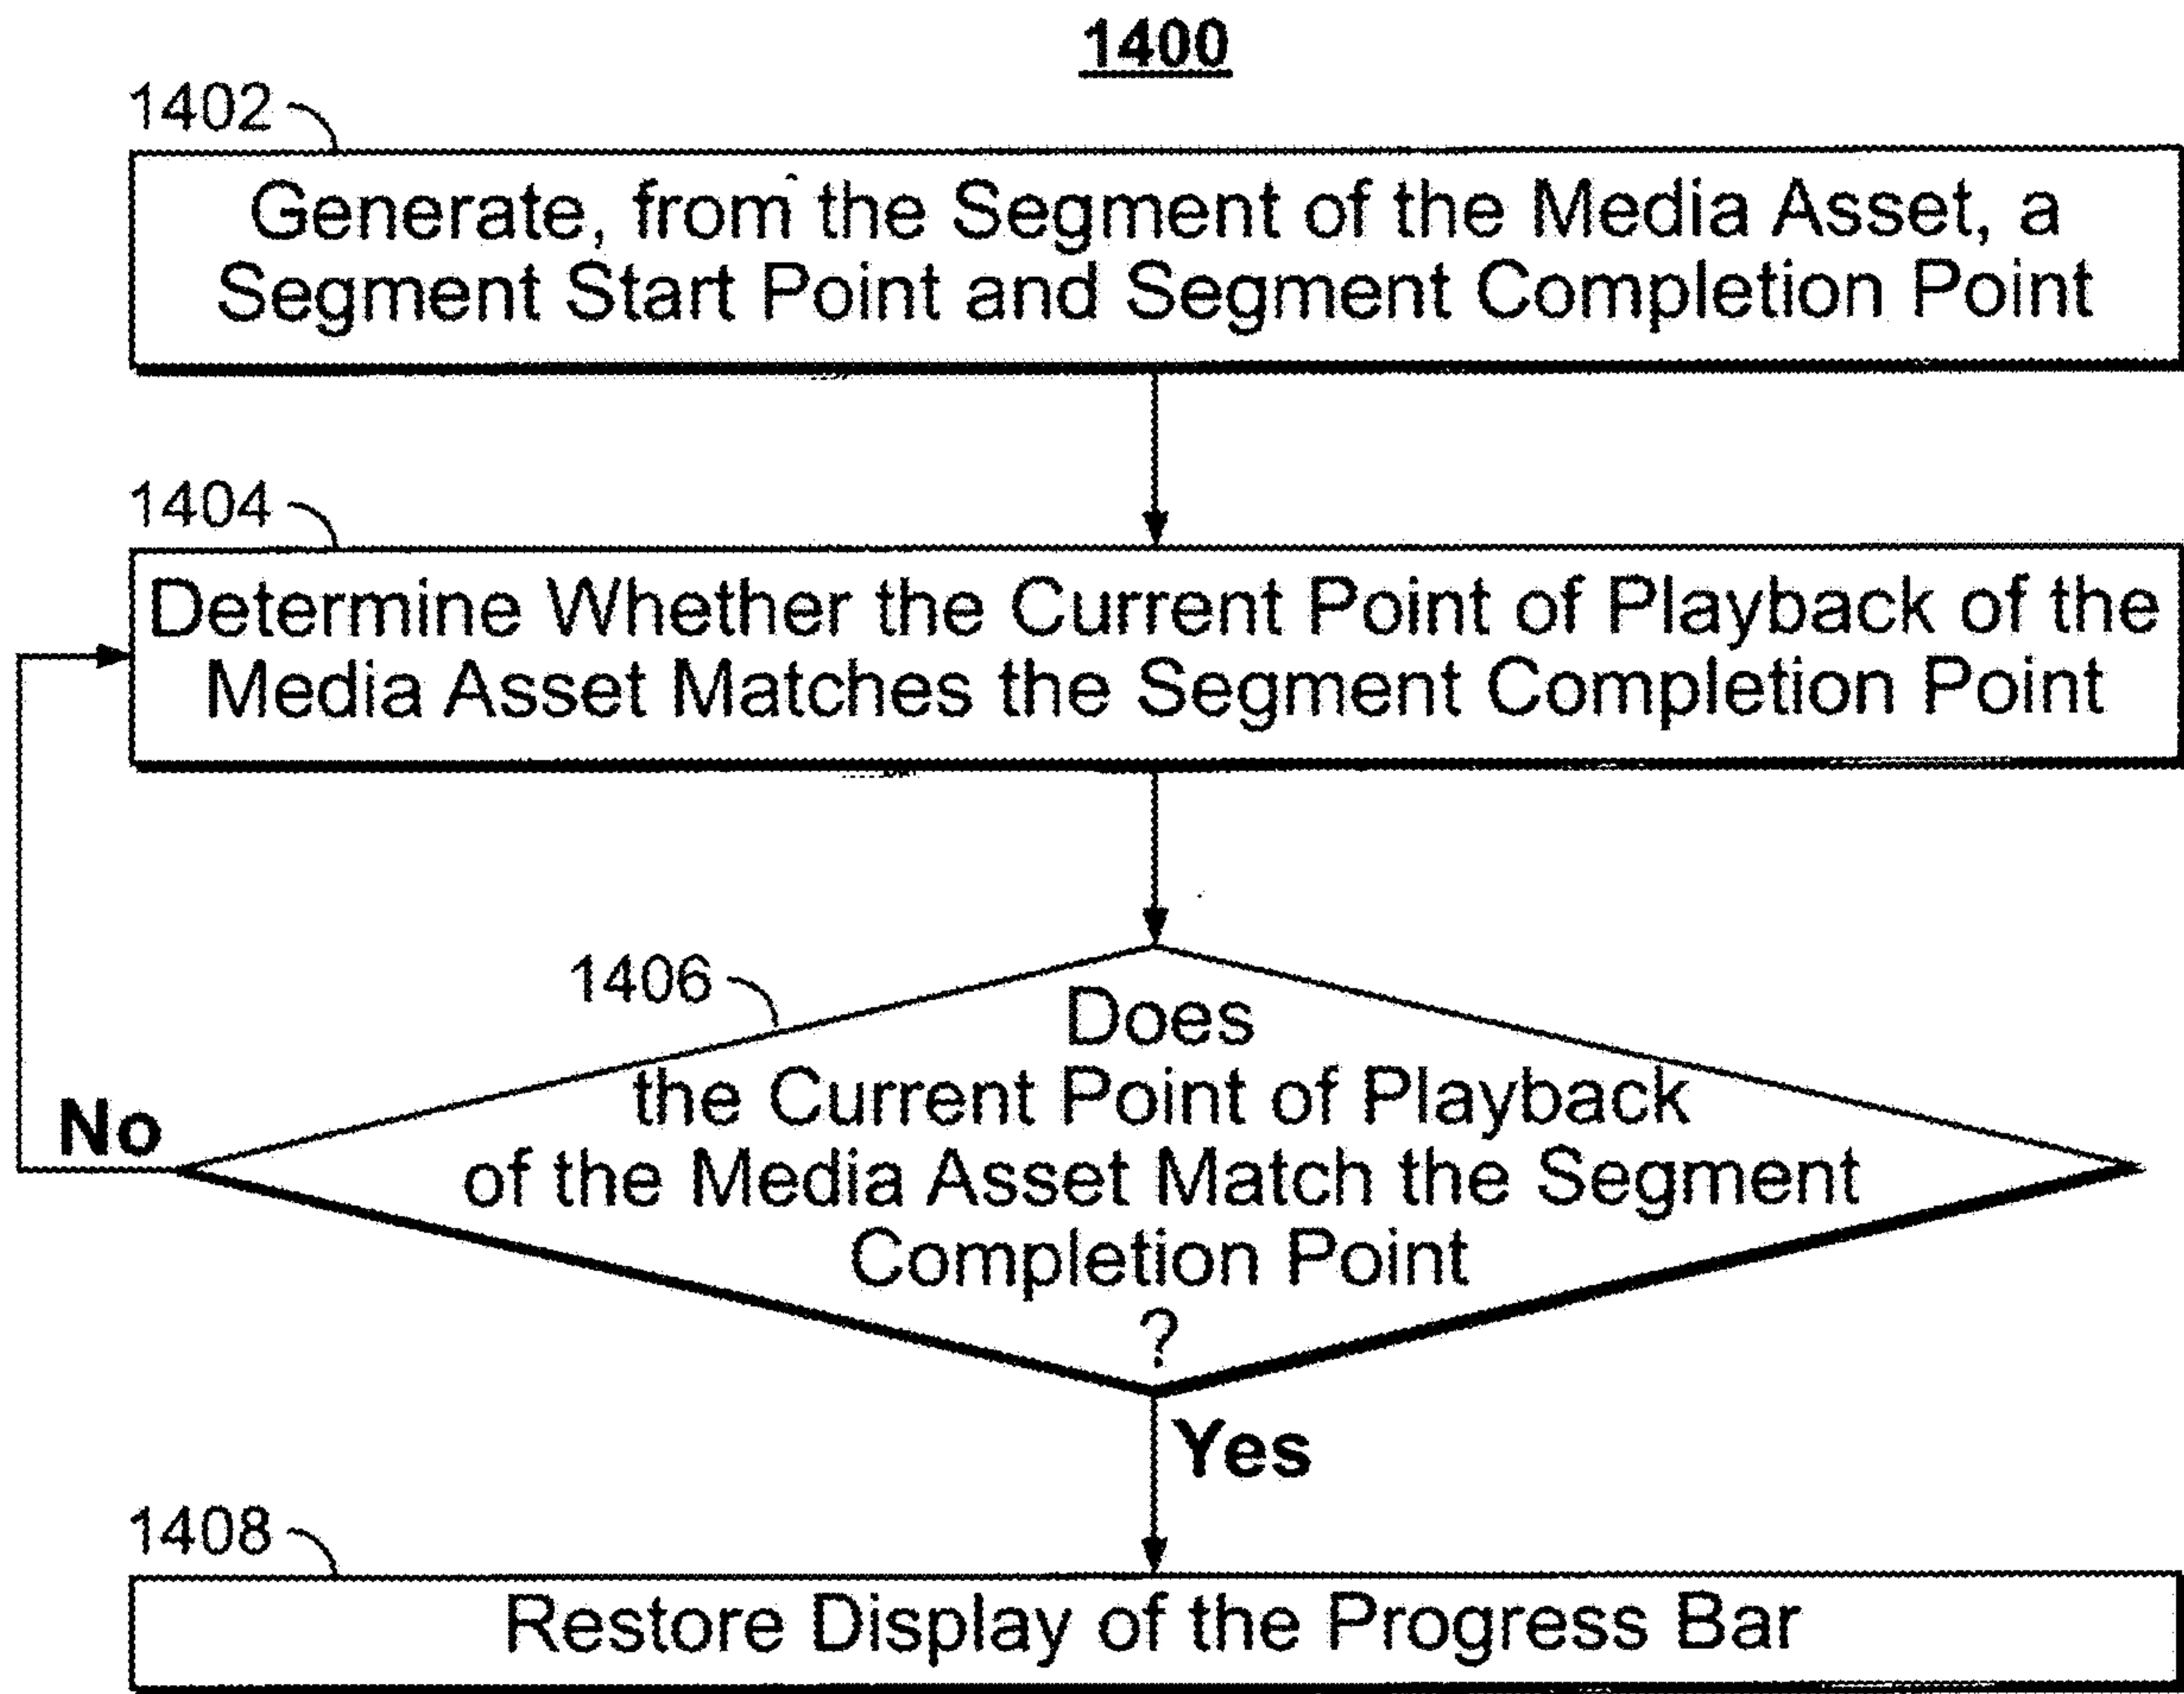 1400
1402
Generate, from the Segment of the Media Asset, a
Segment Start Point and Segment Completion Point
1404
Determine Whether the Current Point of Playback of the
Media Asset Matches the Segment Completion Point
1406
Does
the Current Point of Playback
of the Media Asset Match the Segment
Completion Point
?
No
Yes
1408
Restore Display of the Progress Bar